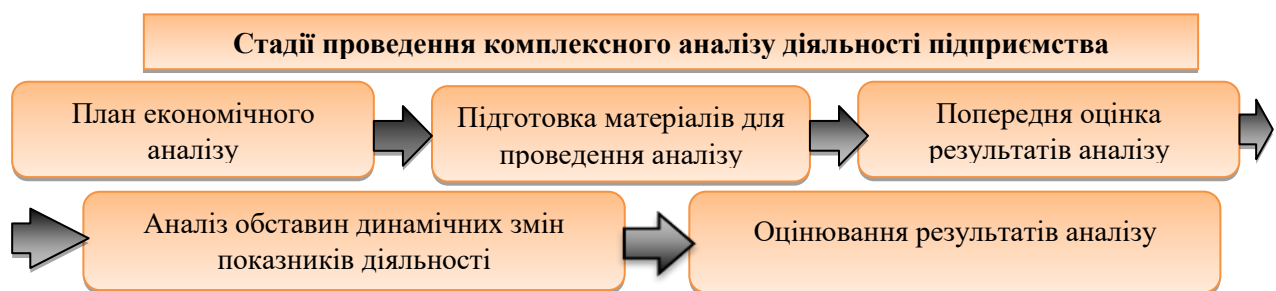 Стадії проведення комплексного аналізу діяльності підприємства
План економічного
аналізу
Підготовка матеріалів для
проведення аналізу
Попередня оцінка
результатів аналізу
Аналіз обставин динамічних змін
показників діяльності
Оцінювання результатів аналізу